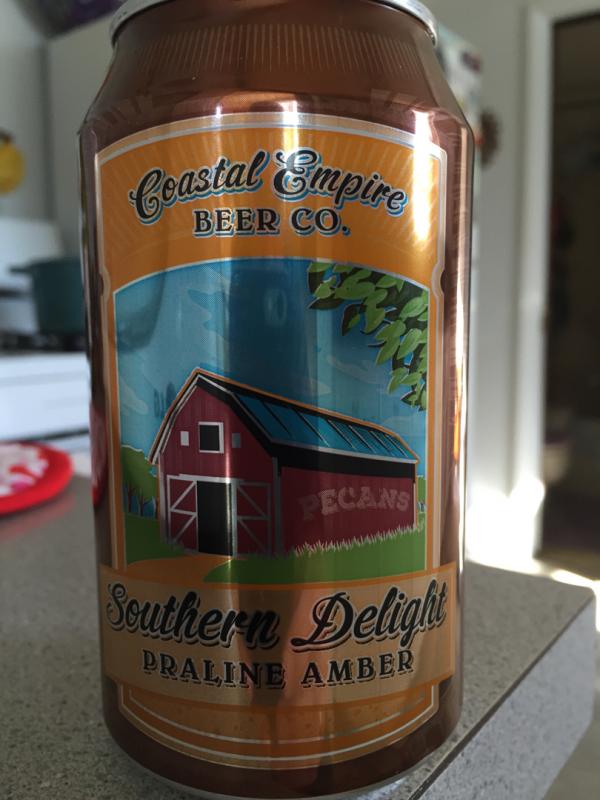 Coastal Empire
BEER CO.
PECANS
Southern Delight
PRALINE AMBER